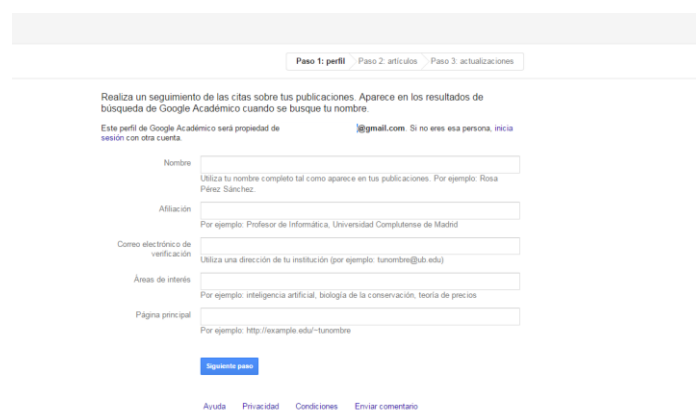 Paso 1: perfil Paso 2: artículos Paso 3: actualizaciones
Realiza un seguimiento de las citas sobre tus publicaciones. Aparece en los resultados de
búsqueda de Google Académico cuando se busque tu nombre.
Este perfil de Google Académico será propiedad de @gmail.com. Si no eres esa persona, inicia
sesión con otra cuenta.
Nombre
Utiliza tu nombre completo tal como aparece en tus publicaciones. Por ejemplo: Rosa
Pérez Sánchez.
Afiliación
Por ejemplo: Profesor de Informática, Universidad Complutense de Madrid
Correo electrónico de
verificación
Utiliza una dirección de tu institución (por ejemplo: tunombre@ub.edu)
Áreas de interés
Por ejemplo: inteligencia artificial, biología de la conservación, teoría de precios
Página principal
Por ejemplo: http://example.edu/~tunombre
Siguiente paso
Ayuda Privacidad Condiciones Enviar comentario